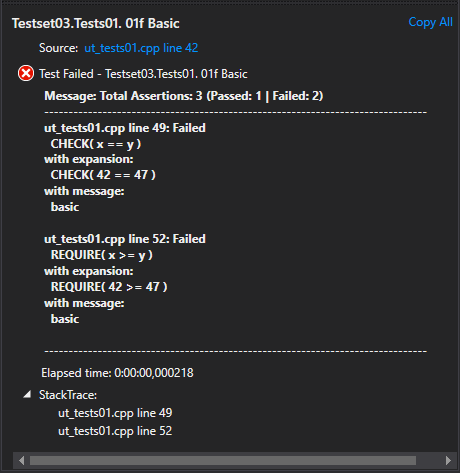 Testset03.Tests01. 01f Basic
Copy All
Source: ut_tests01.cpp line 42
Test Failed - Testset03.Tests01. 01f Basic
Message: Total Assertions: 3 (Passed: 1 | Failed: 2)
--------------------------------------------------------------------------------
ut_tests01.cpp line 49: Failed
CHECK( x == y )
with expansion:
CHECK( 42 == 47 )
with message:
basic
ut_tests01.cpp line 52: Failed
REQUIRE( x >= y )
with expansion:
REQUIRE( 42 >= 47 )
with message:
basic
--------------------------------------------------------------------------------
Elapsed time: 0:00:00,000218
StackTrace:
ut_tests01.cpp line 49
ut_tests01.cpp line 52